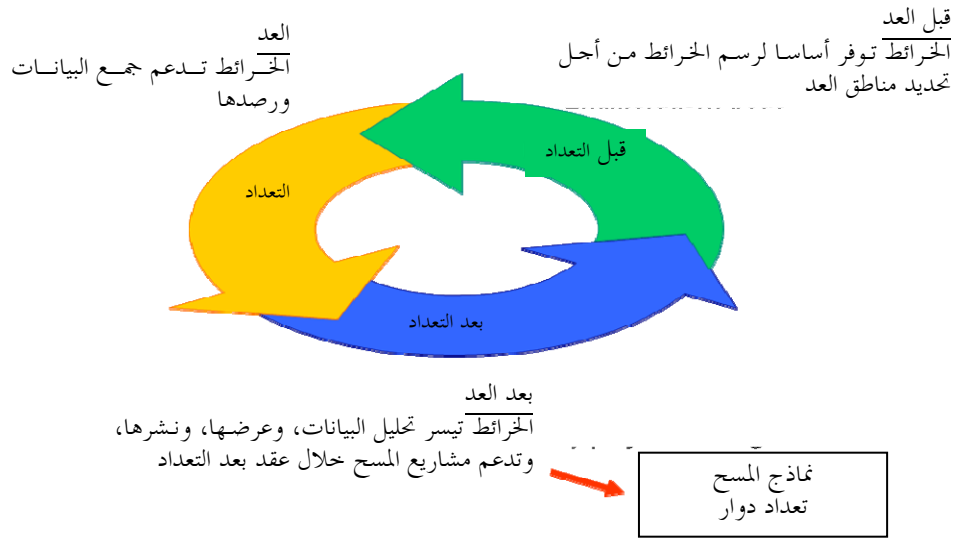 قبل العد
الخرائط توفر أساسا لرسم الخرائط من أجل
تحديد مناطق العد
العد
الخرائط تدعم جمع البيانات
ورصدها
قبل التعداد
التعداد
بعد التعداد
بعد العد
الخرائط تيسر تحليل البيانات، وعرضها، ونشرها،
وتدعم مشاريع المسح خلال عقد بعد التعداد
نماذج المسح
تعداد دوار